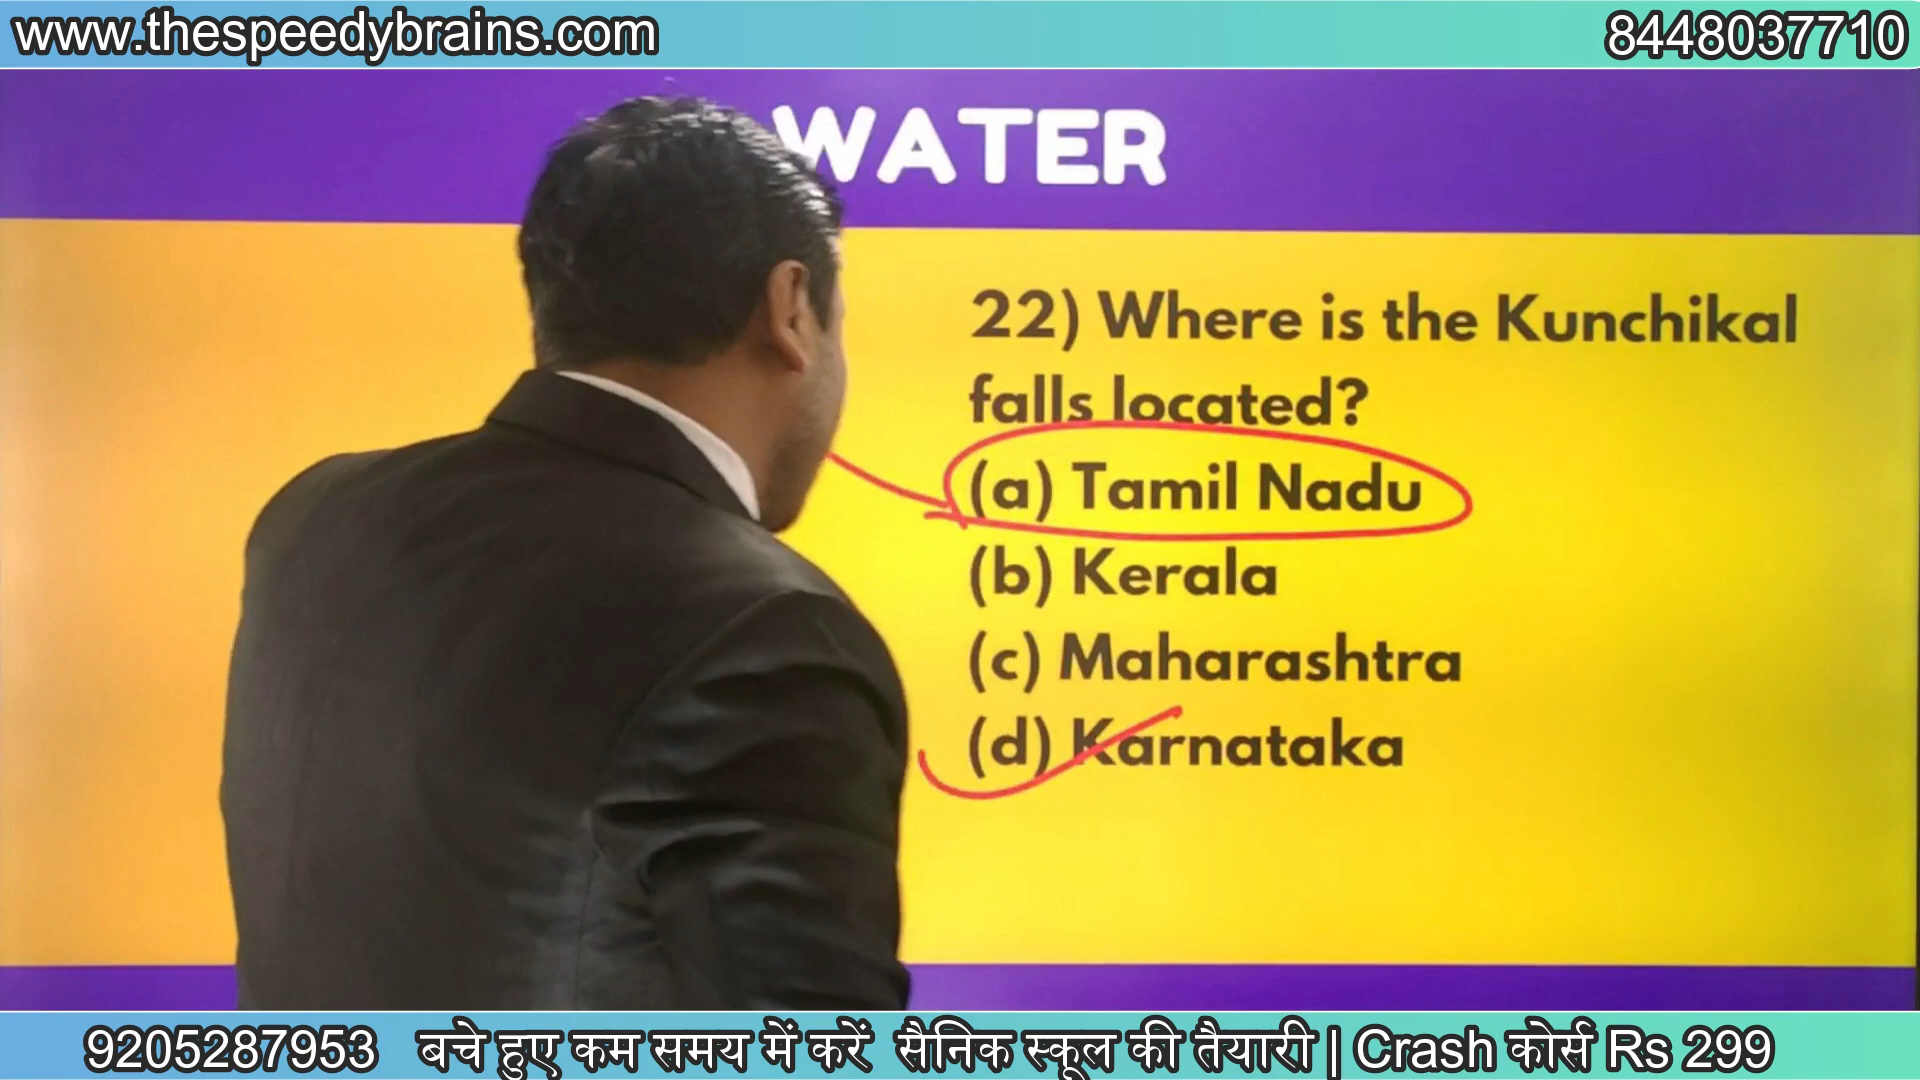 www.thespeedybrains.com
8448037710
WATER
22) Where is the Kunchikal
falls located?
(a) Tamil Nadu
(b) Kerala
(c) Maharashtra
(d) Karnataka
9205287953 बचे हुए कम समय में करें सैनिक स्कूल की तैयारी | Crash कोर्स Rs 299